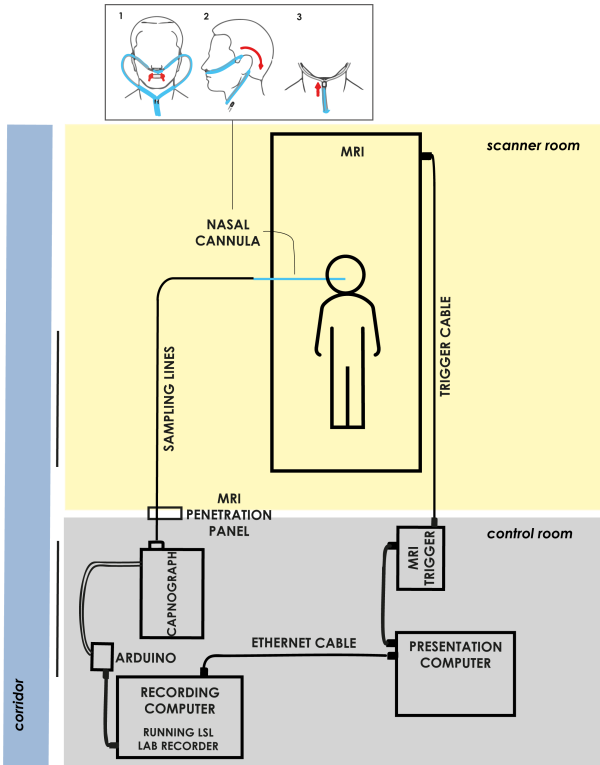 1
2
3
scanner room
MRI
NASAL
CANNULA
SAMPLING LINES
TRIGGER CABLE
MRI
PENETRATION
PANEL
control room
CAPNOGRAPH
MRI
TRIGGER
ARDUINO
ETHERNET CABLE
PRESENTATION
COMPUTER
RECORDING
COMPUTER
RUNNING LSL
LAB RECORDER
corridor